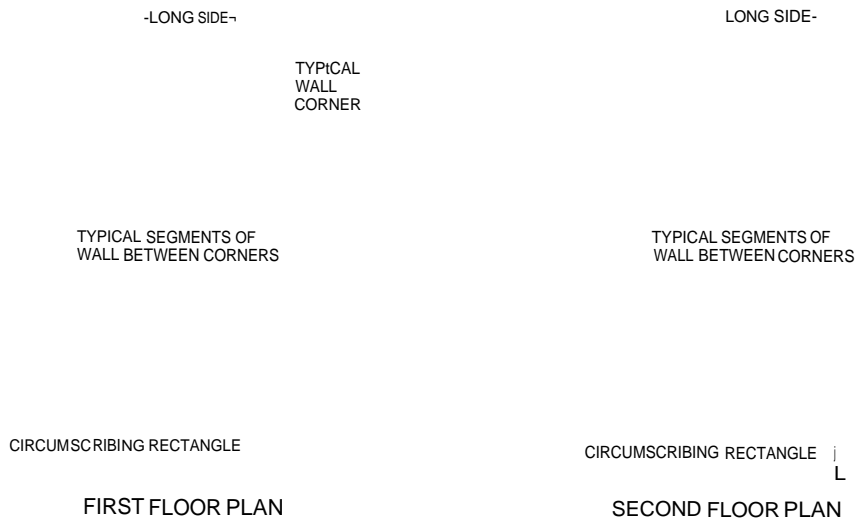 -LONG SIDE¬
LONG SIDE-
TYPtCAL
WALL
CORNER
TYPICAL SEGMENTS OF
WALL BETWEEN CORNERS
TYPICAL SEGMENTS OF
WALL BETWEEN CORNERS
CIRCUMSCRIBING RECTANGLE
CIRCUMSCRIBING RECTANGLE j
L
FIRST FLOOR PLAN
SECOND FLOOR PLAN